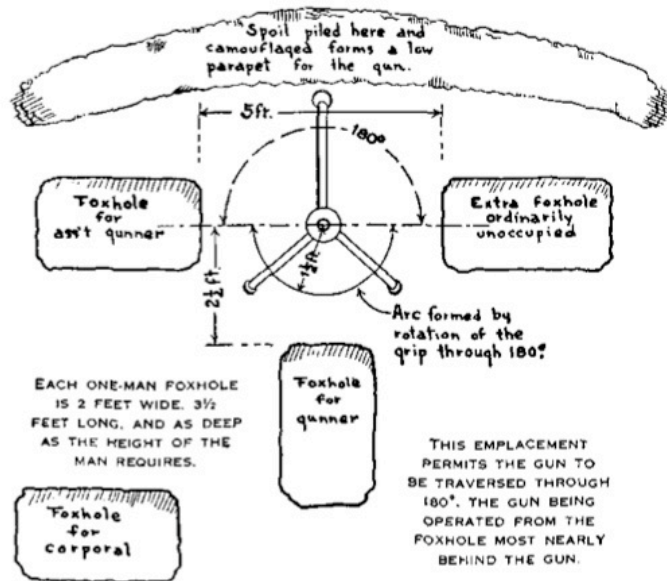 Spoil piled here and
camouflaged forms a low
parapet for the gun.
5ft.
180°
Foxhole
for
ass't gunner
Extra foxhole
ordinarily
unoccupied
2½ ft.
1½ ft.
Arc formed by
rotation of the
grip through 180°.
Foxhole
for
gunner
EACH ONE-MAN FOXHOLE
IS 2 FEET WIDE, 3½
FEET LONG, AND AS DEEP
AS THE HEIGHT OF THE
MAN REQUIRES.
THIS EMPLACEMENT
PERMITS THE GUN TO
BE TRAVERSED THROUGH
180°. THE GUN BEING
OPERATED FROM THE
FOXHOLE MOST NEARLY
BEHIND THE GUN.
Foxhole
for
corporal